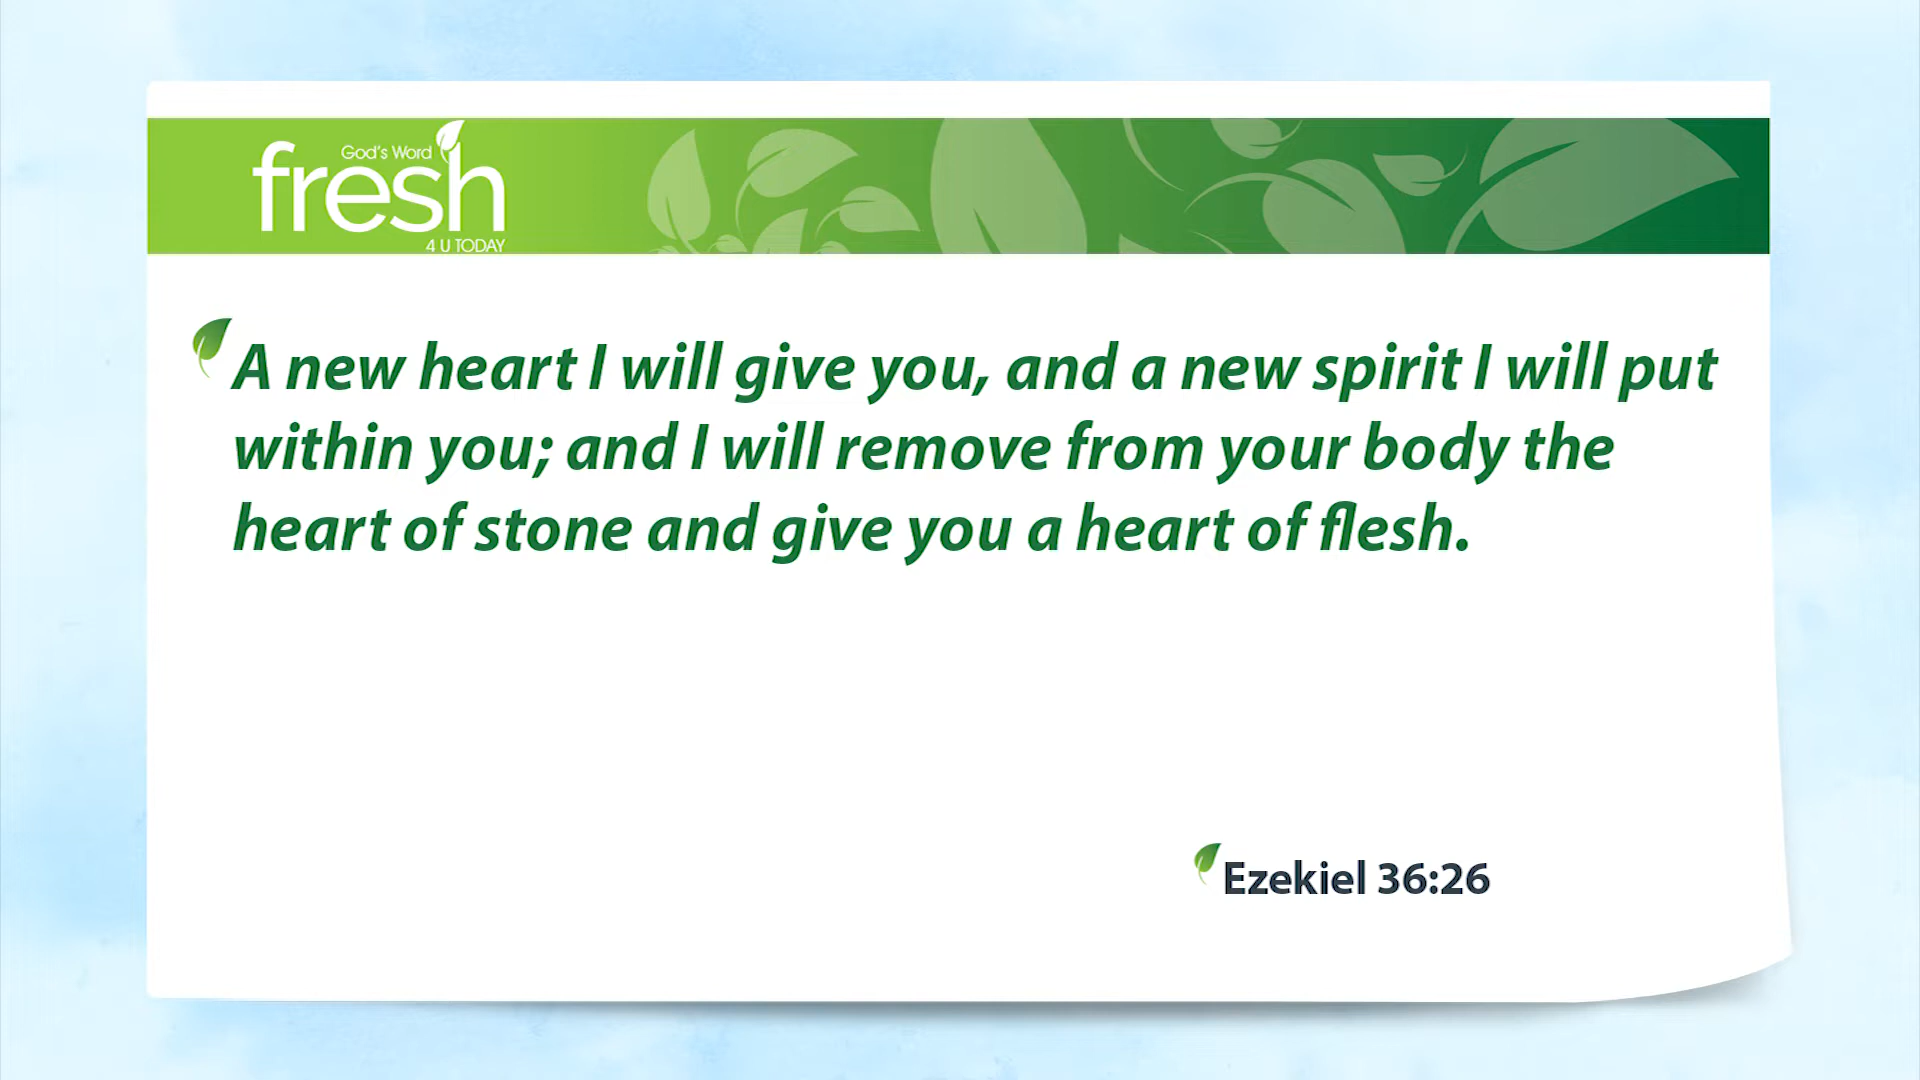 God's Word
fresh
4 U TODAY
A new heart I will give you, and a new spirit I will put
within you; and I will remove from your body the
heart of stone and give you a heart of flesh.
Ezekiel 36:26